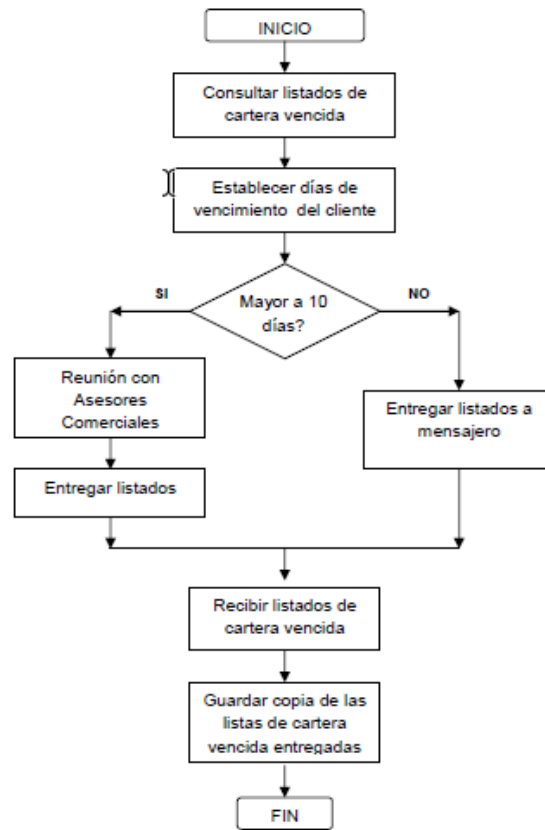 INICIO
Consultar listados de
cartera vencida
Establecer días de
vencimiento del cliente
Mayor a 10
días?
SI
NO
Reunión con
Asesores
Comerciales
Entregar listados
Entregar listados a
mensajero
Recibir listados de
cartera vencida
Guardar copia de las
listas de cartera
vencida entregadas
FIN